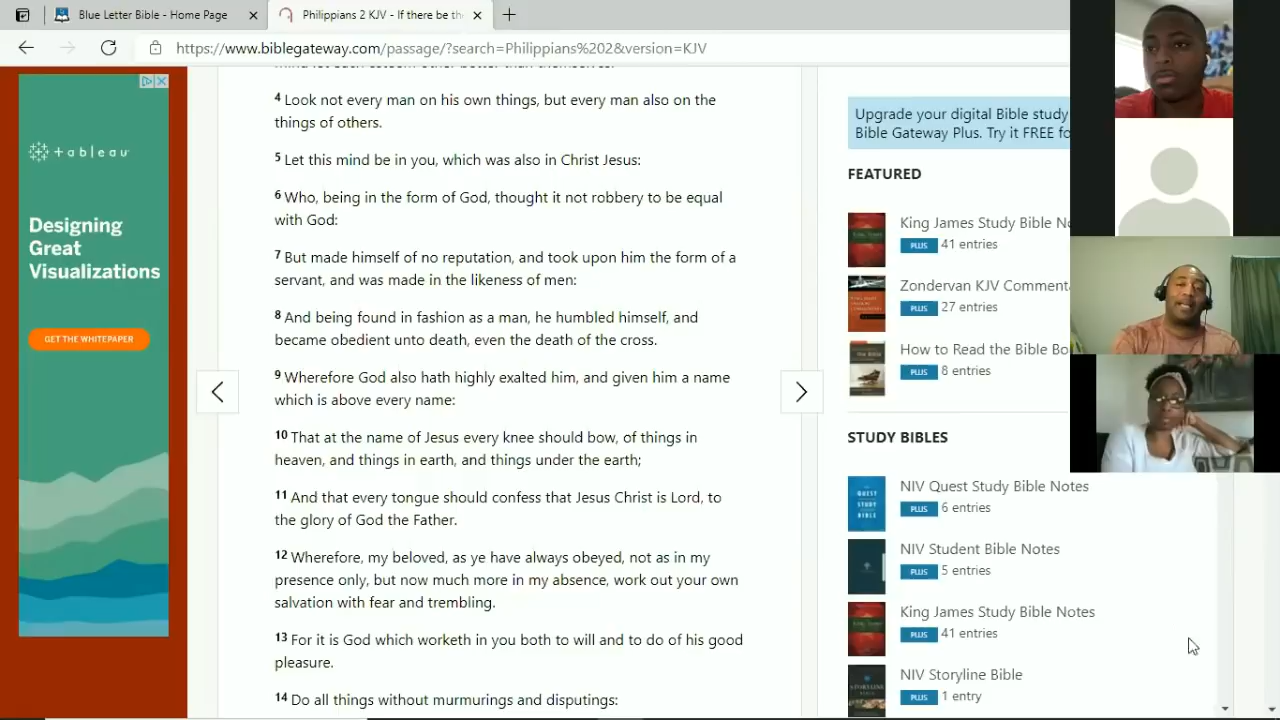 Blue Letter Bible - Home Page
Philippians 2 KJV - If there be th
https://www.biblegateway.com/passage/?search=Philippians%202&version=KJV
mind let each esteem other better than themselves.
4 Look not every man on his own things, but every man also on the
things of others.
5 Let this mind be in you, which was also in Christ Jesus:
6 Who, being in the form of God, thought it not robbery to be equal
with God:
7 But made himself of no reputation, and took upon him the form of a
servant, and was made in the likeness of men:
8 And being found in fashion as a man, he humbled himself, and
became obedient unto death, even the death of the cross.
9 Wherefore God also hath highly exalted him, and given him a name
which is above every name:
10 That at the name of Jesus every knee should bow, of things in
heaven, and things in earth, and things under the earth;
11 And that every tongue should confess that Jesus Christ is Lord, to
the glory of God the Father.
12 Wherefore, my beloved, as ye have always obeyed, not as in my
presence only, but now much more in my absence, work out your own
salvation with fear and trembling.
13 For it is God which worketh in you both to will and to do of his good
pleasure.
14 Do all things without murmurings and disputings:
+ableau
Designing
Great
Visualizations
GET THE WHITEPAPER
Upgrade your digital Bible study
Bible Gateway Plus. Try it FREE fo
FEATURED
King James Study Bible No
PLUS 41 entries
Zondervan KJV Commenta
PLUS 27 entries
How to Read the Bible Bo
PLUS 8 entries
STUDY BIBLES
NIV Quest Study Bible Notes
PLUS 6 entries
QUEST
STUDY
BIBLE
NIV Student Bible Notes
PLUS 5 entries
King James Study Bible Notes
PLUS 41 entries
NIV Storyline Bible
PLUS 1 entry